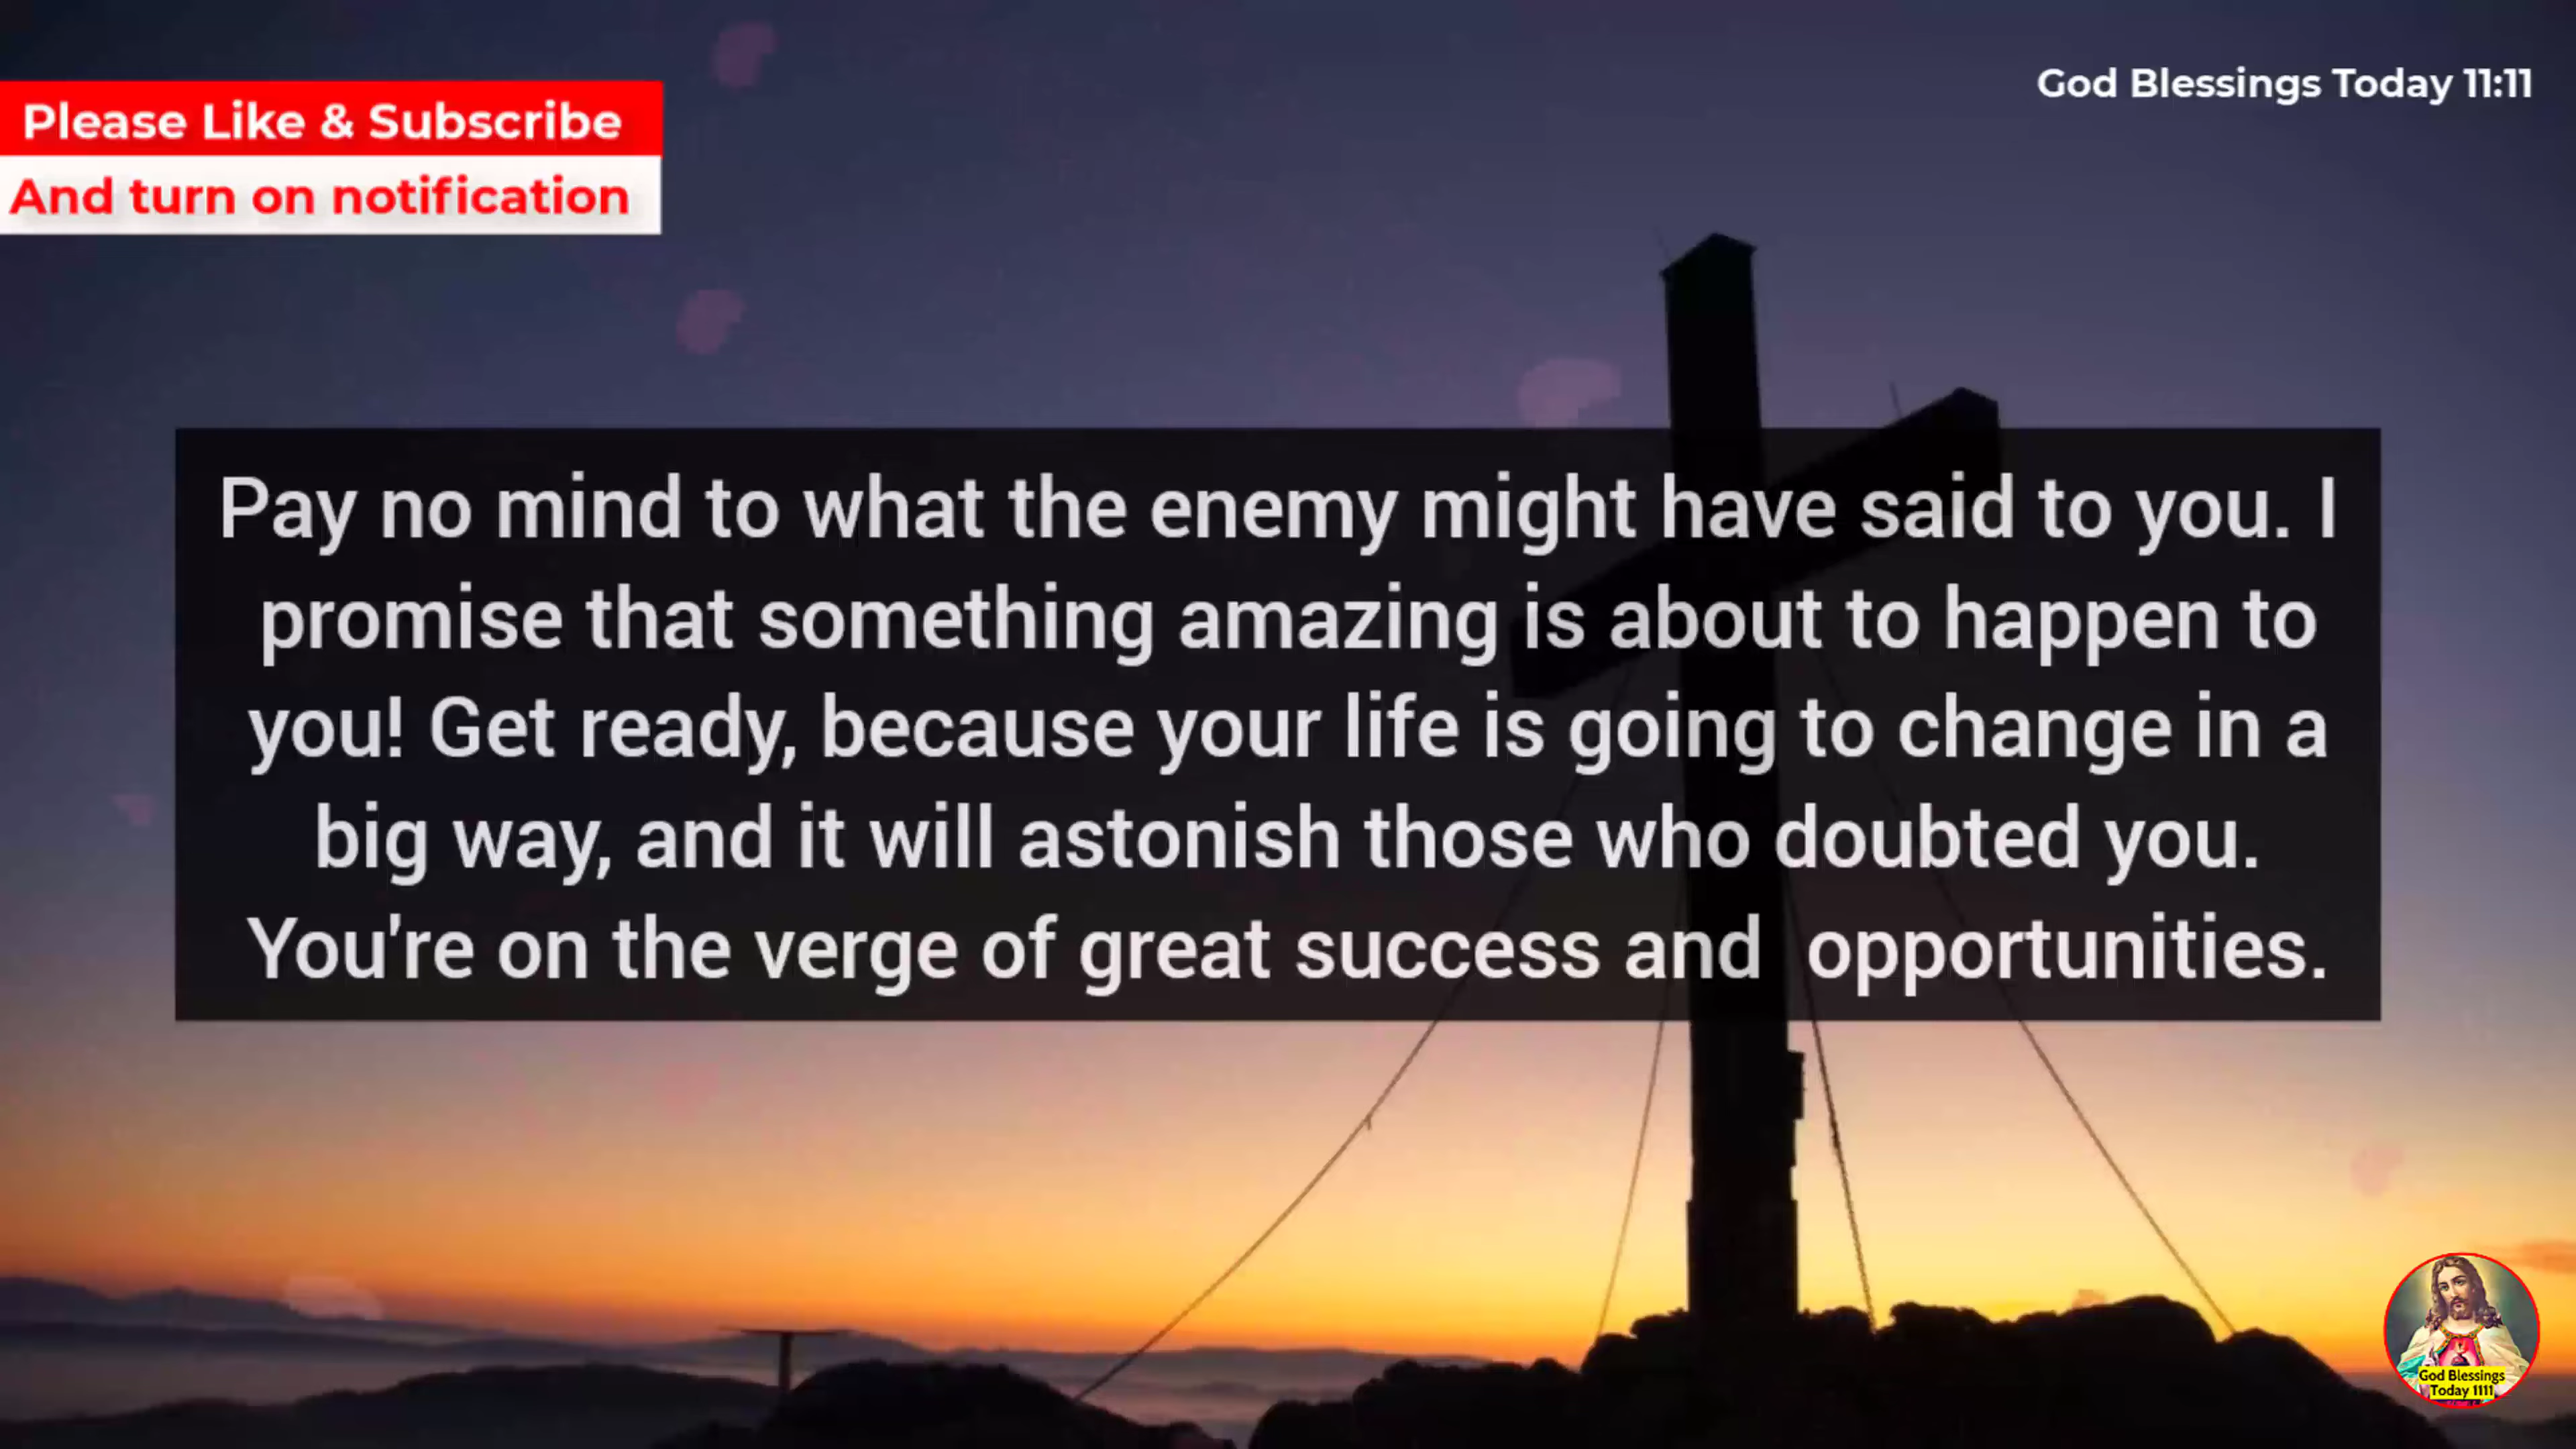 Please Like & Subscribe
And turn on notification
God Blessings Today 11:11
Pay no mind to what the enemy might have said to you. I
promise that something amazing is about to happen to
you! Get ready, because your life is going to change in a
big way, and it will astonish those who doubted you.
You're on the verge of great success and  opportunities.
God Blessings
Today 1111